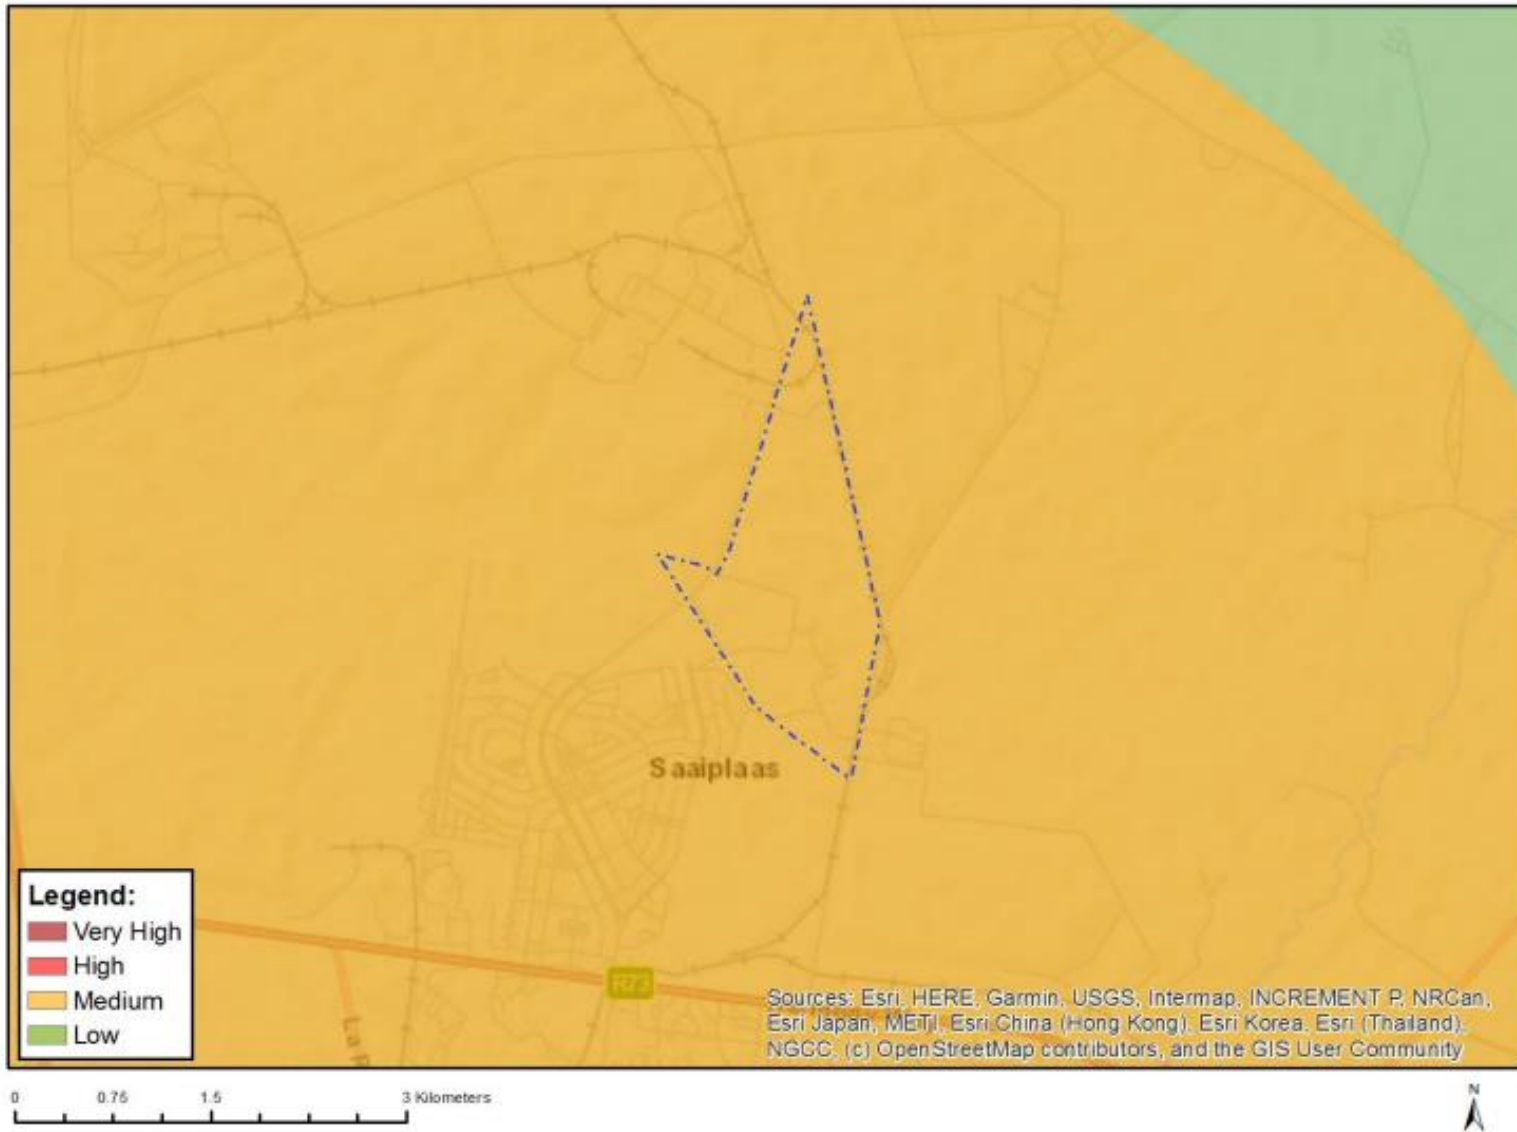 Saaiplaas
Legend:
Very High
High
Medium
Low
R73
La R
Sources: Esri, HERE, Garmin, USGS, Intermap, INCREMENT P, NRCan,
Esri Japan, METI, Esri China (Hong Kong), Esri Korea, Esri (Thailand),
NGCC, (c) OpenStreetMap contributors, and the GIS User Community
0 0.75 1.5 3 Kilometers
N